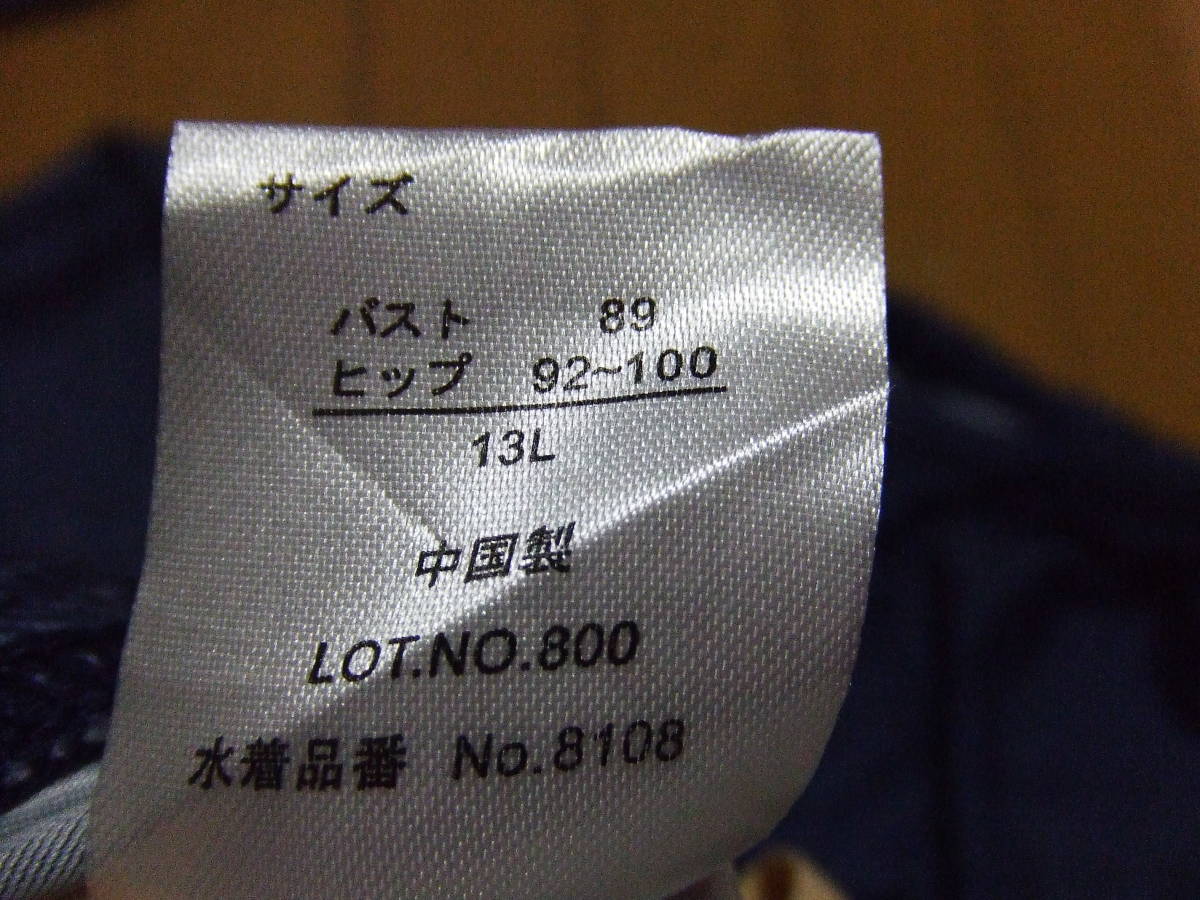 サイズ
バスト 89
ヒップ 92~100
13L
中国製
LOT.NO.800
水着品番 No.8108